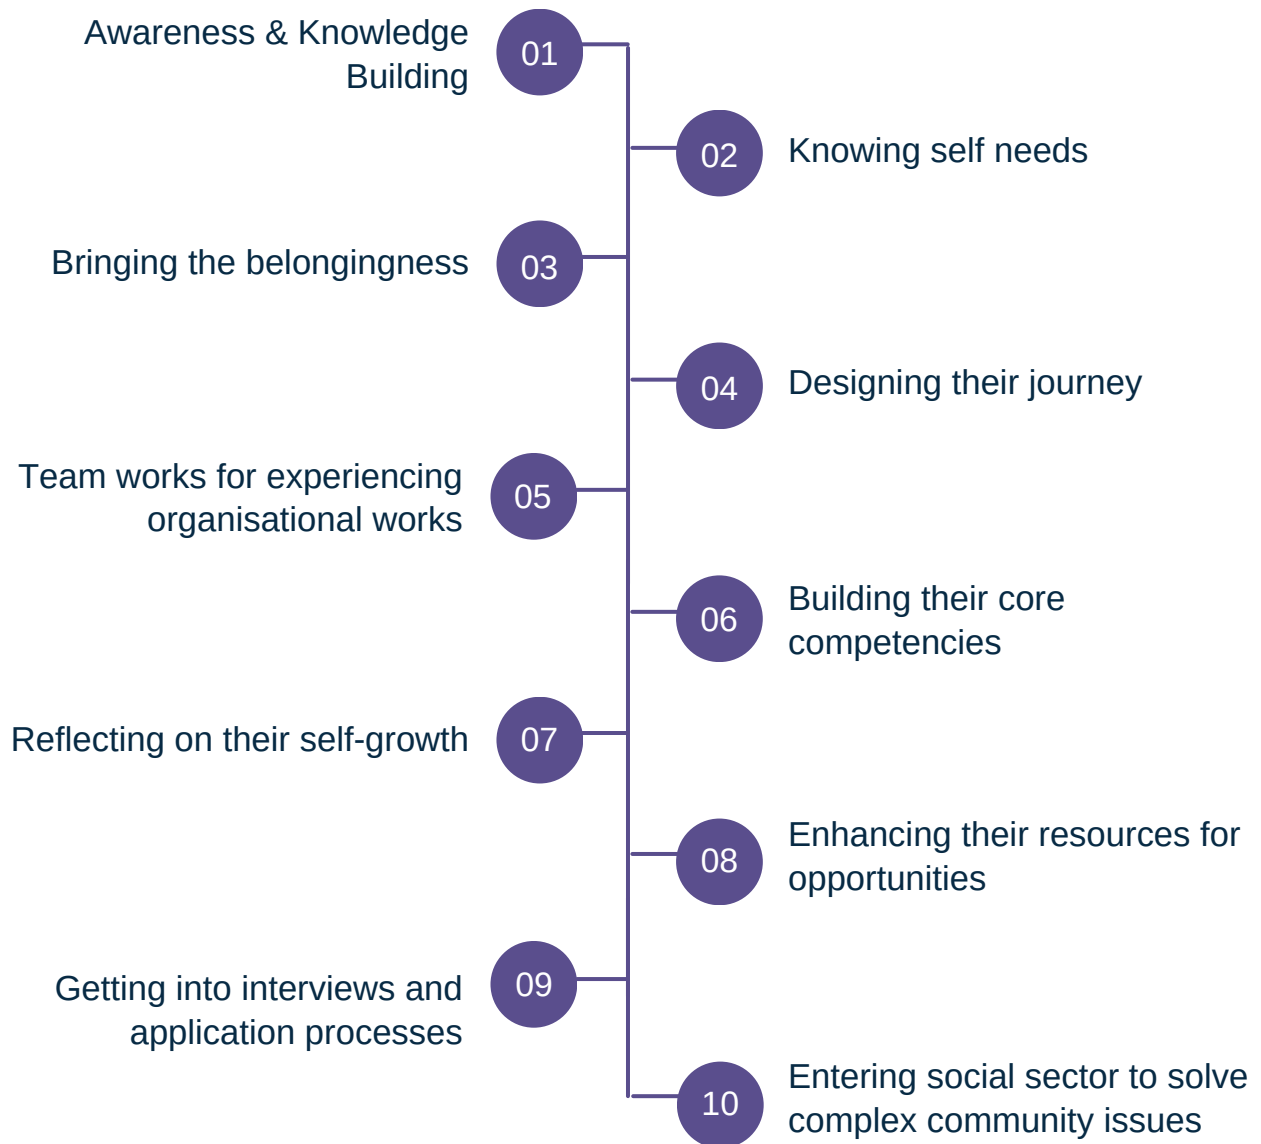 Awareness & Knowledge
Building
01
02
Knowing self needs
Bringing the belongingness
03
04
Designing their journey
Team works for experiencing
organisational works
05
06
Building their core
competencies
Reflecting on their self-growth
07
08
Enhancing their resources for
opportunities
09
Getting into interviews and
application processes
10
Entering social sector to solve
complex community issues